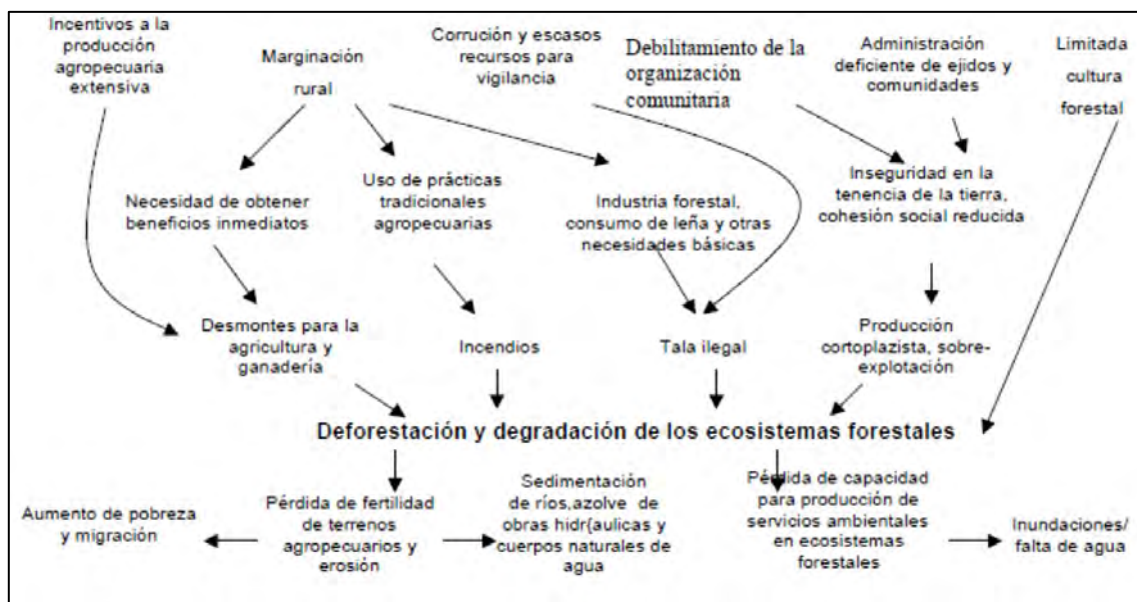 Incentivos a la
producción
agropecuaria
extensiva
Marginación
rural
Corrución y escasos
recursos para
vigilancia
Debilitamiento de la
organización
comunitaria
Administración
deficiente de ejidos y
comunidades
Limitada
cultura
forestal
Necesidad de obtener
beneficios inmediatos
Uso de prácticas
tradicionales
agropecuarias
Industria forestal,
consumo de leña y otras
necesidades básicas
Inseguridad en la
tenencia de la tierra,
cohesión social reducida
Desmontes para la
agricultura y
ganadería
Incendios
Tala ilegal
Producción
cortoplazista, sobre-
explotación
Deforestación y degradación de los ecosistemas forestales
Aumento de pobreza
y migración
Pérdida de fertilidad
de terrenos
agropecuarios y
erosión
Sedimentación
de ríos,azolve de
obras hidr{aulicas y
cuerpos naturales de
agua
Pérdida de capacidad
para producción de
servicios ambientales
en ecosistemas
forestales
Inundaciones/
falta de agua